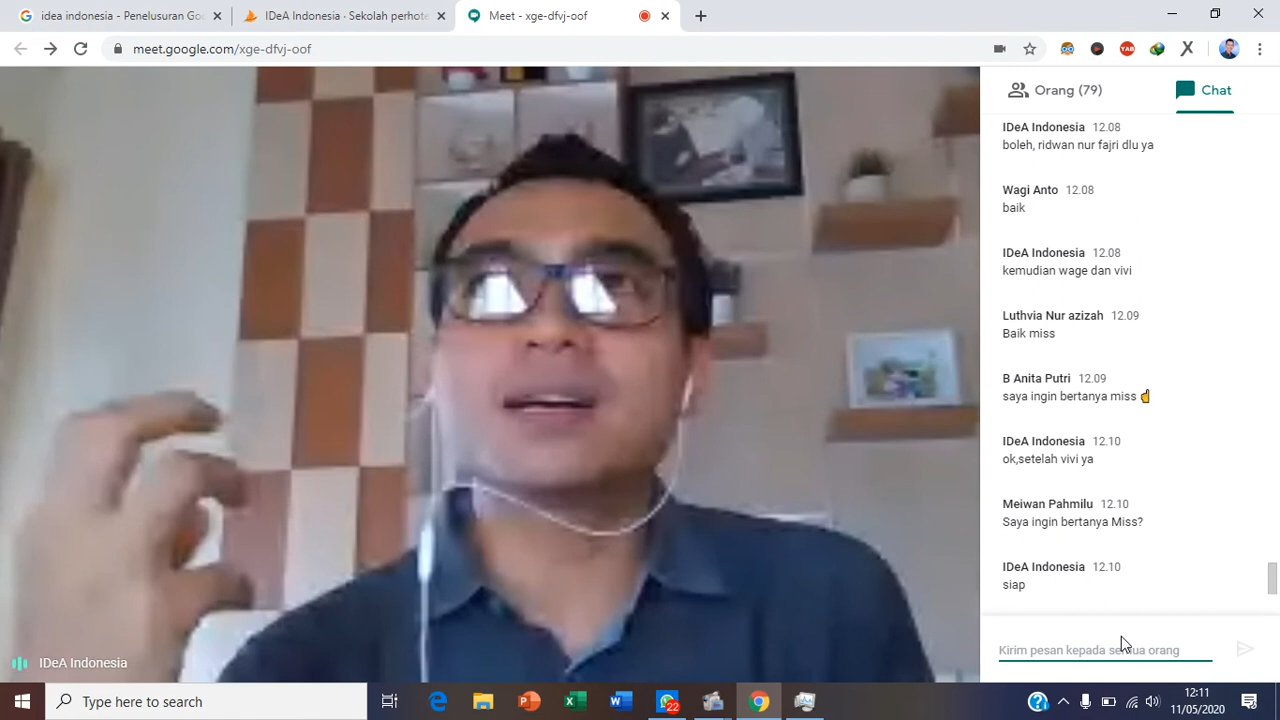 idea indonesia - Penelusuran Goo
IDeA Indonesia · Sekolah perhote
Meet - xge-dfvj-oof
meet.google.com/xge-dfvj-oof
YAB
Orang (79)
Chat
IDeA Indonesia 12.08
boleh, ridwan nur fajri dlu ya
Wagi Anto 12.08
baik
IDeA Indonesia 12.08
kemudian wage dan vivi
Luthvia Nur azizah 12.09
Baik miss
B Anita Putri 12.09
saya ingin bertanya miss☝
IDeA Indonesia 12.10
ok,setelah vivi ya
Meiwan Pahmilu 12.10
Saya ingin bertanya Miss?
IDeA Indonesia 12.10
siap
Kirim pesan kepada semua orang
IDeA Indonesia
Type here to search
22
12:11
11/05/2020